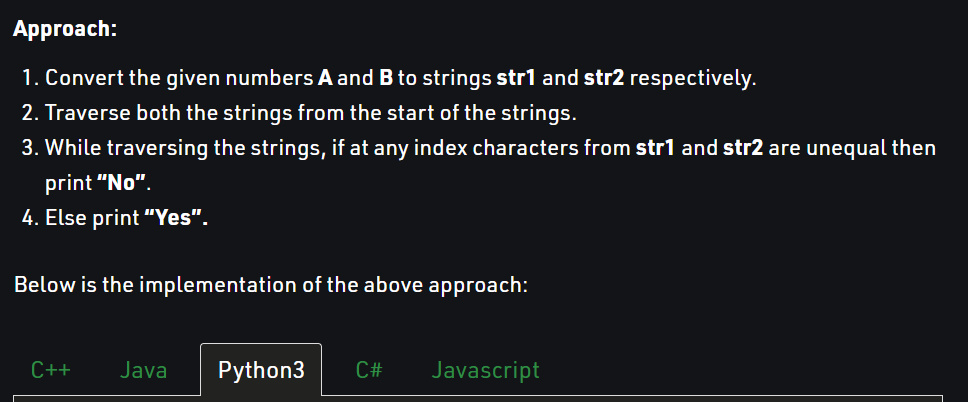 Approach:
1. Convert the given numbers A and B to strings str1 and str2 respectively.
2. Traverse both the strings from the start of the strings.
3. While traversing the strings, if at any index characters from str1 and str2 are unequal then
print “No”.
4. Else print “Yes”.
Below is the implementation of the above approach:
C++ Java Python3 C# Javascript